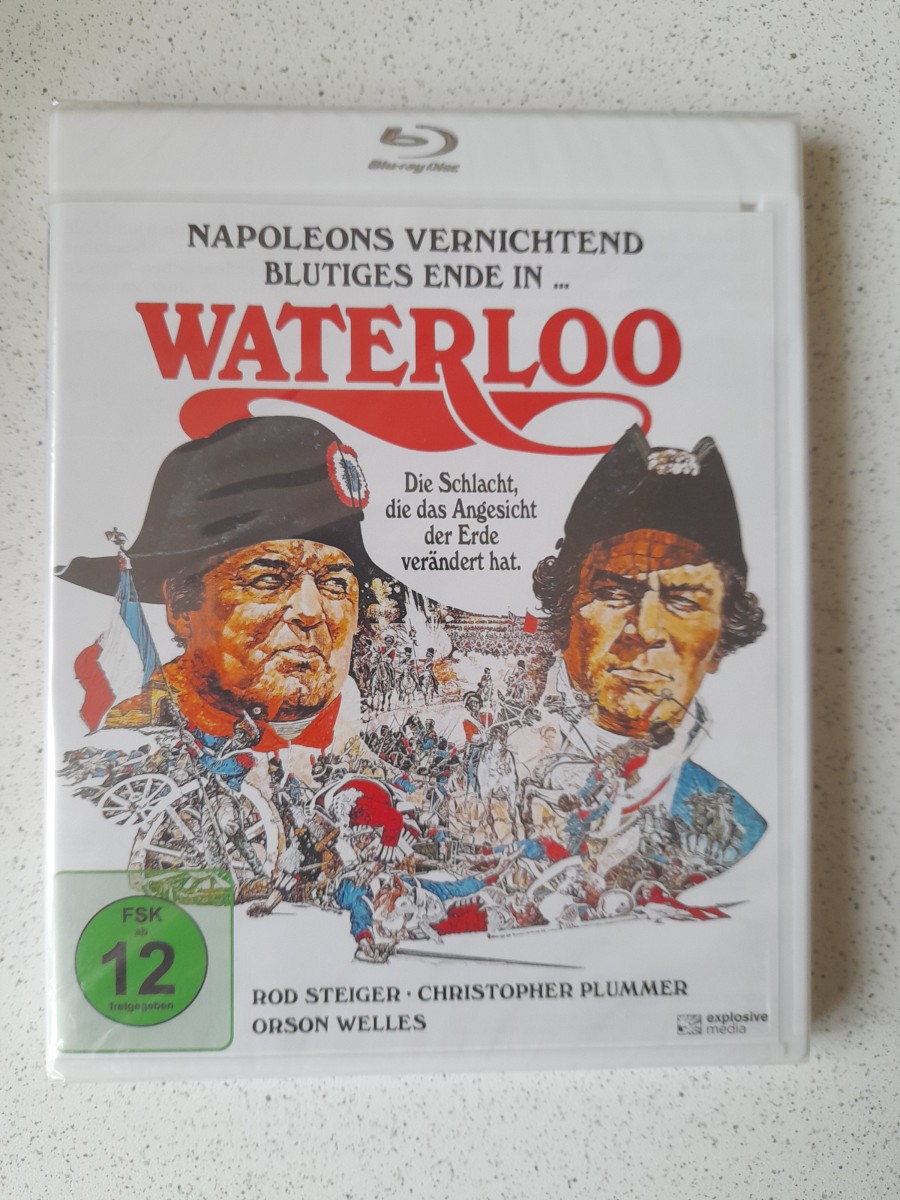 Blu-ray Disc
NAPOLEONS VERNICHTEND
BLUTIGES ENDE IN ...
WATERLOO
Die Schlacht,
die das Angesicht
der Erde
verändert hat.
FSK
ab
12
freigegeben
ROD STEIGER · CHRISTOPHER PLUMMER
ORSON WELLES
explosive
media